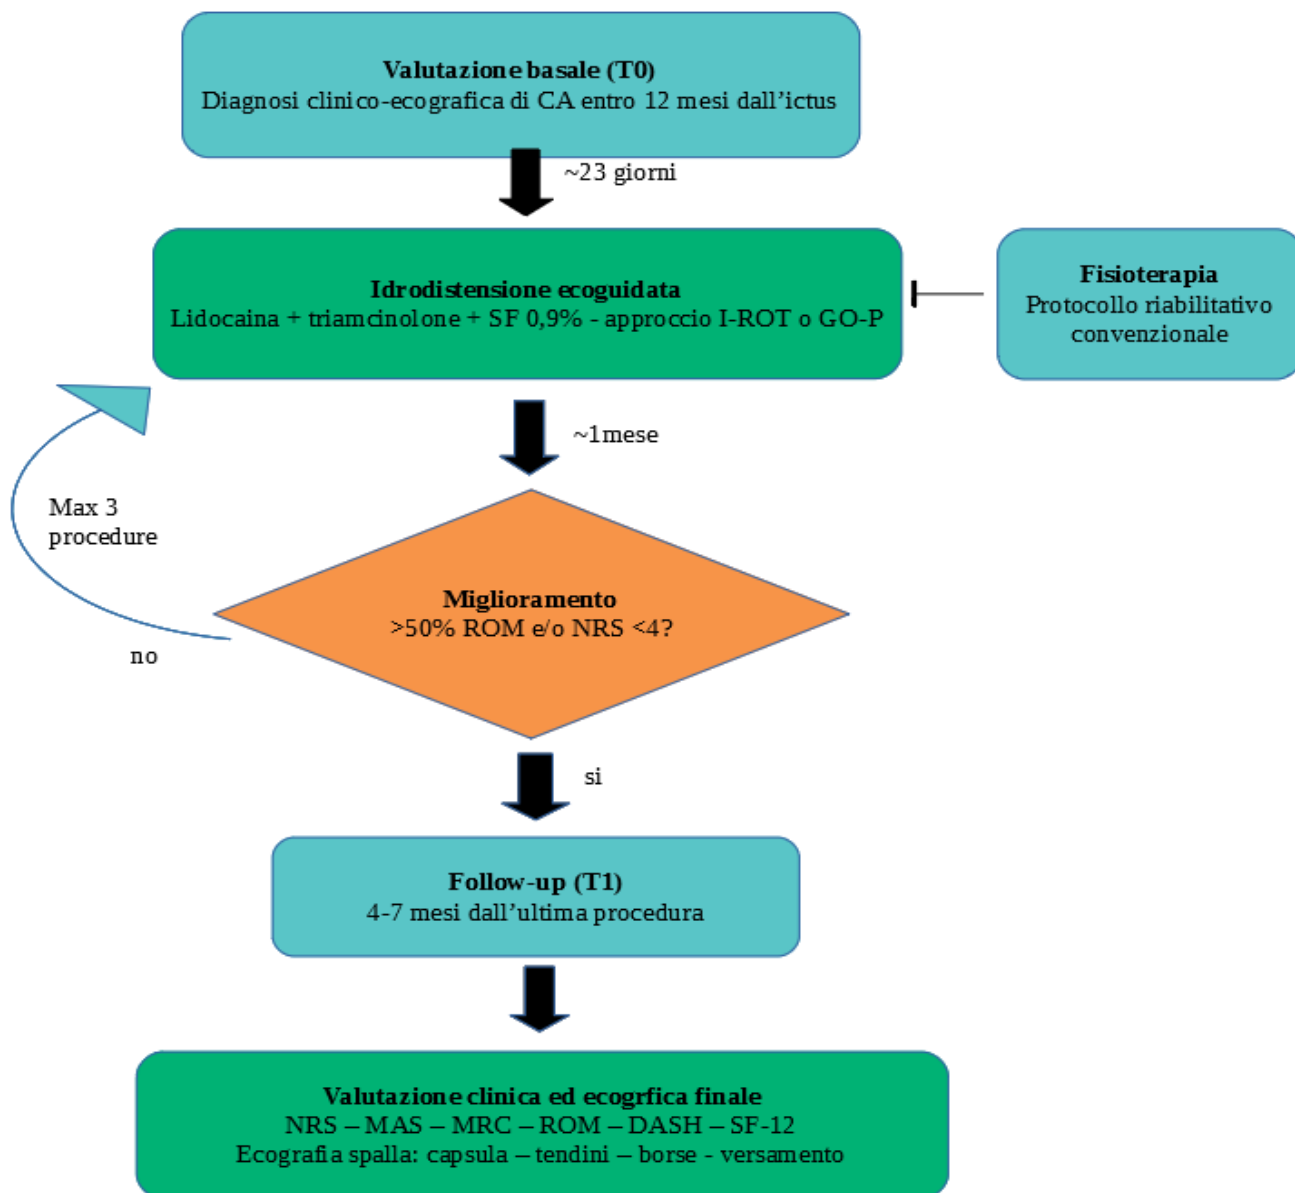 Valutazione basale (T0)
Diagnosi clinico-ecografica di CA entro 12 mesi dall'ictus
~23 giorni
Idrodistensione ecoguidata
Lidocaina + triamcinolone + SF 0,9% - approccio I-ROT o GO-P
Fisioterapia
Protocollo riabilitativo
convenzionale
~1mese
Max 3
procedure
Miglioramento
>50% ROM e/o NRS <4?
no
si
Follow-up (T1)
4-7 mesi dall'ultima procedura
Valutazione clinica ed ecogrfica finale
NRS – MAS – MRC – ROM – DASH – SF-12
Ecografia spalla: capsula – tendini – borse - versamento